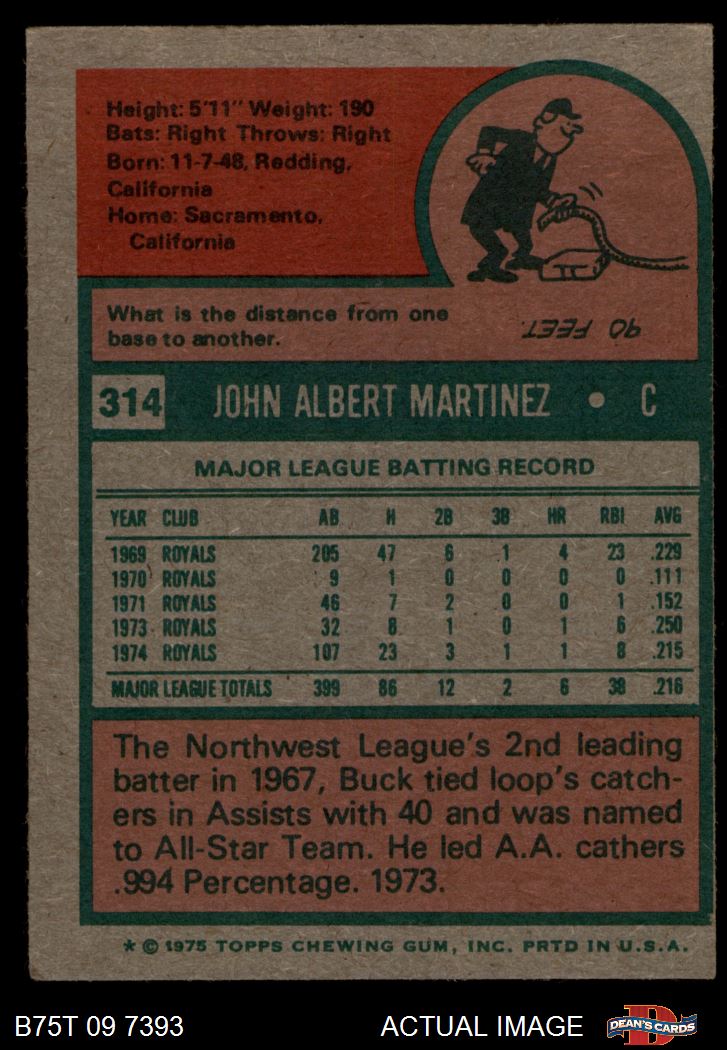 Height: 5'11" Weight: 190
Bats: Right Throws: Right
Born: 11-7-48, Redding,
California
Home: Sacramento,
California
What is the distance from one
base to another.
90 FEET.
314 JOHN ALBERT MARTINEZ • C
MAJOR LEAGUE BATTING RECORD
YEAR CLUB AB H 2B 3B HR RBI AVG
1969 ROYALS 205 47 6 1 4 23 .229
1970 ROYALS 9 1 0 0 0 0 .111
1971 ROYALS 46 7 2 0 0 1 .152
1973 ROYALS 32 8 1 0 1 6 .250
1974 ROYALS 107 23 3 1 1 8 .215
MAJOR LEAGUE TOTALS 399 86 12 2 6 38 .216
The Northwest League's 2nd leading
batter in 1967, Buck tied loop's catch-
ers in Assists with 40 and was named
to All-Star Team. He led A.A. cathers
.994 Percentage. 1973.
* © 1975 TOPPS CHEWING GUM, INC. PRTD IN U.S.A.
B75T 09 7393 ACTUAL IMAGE DEAN'S CARDS